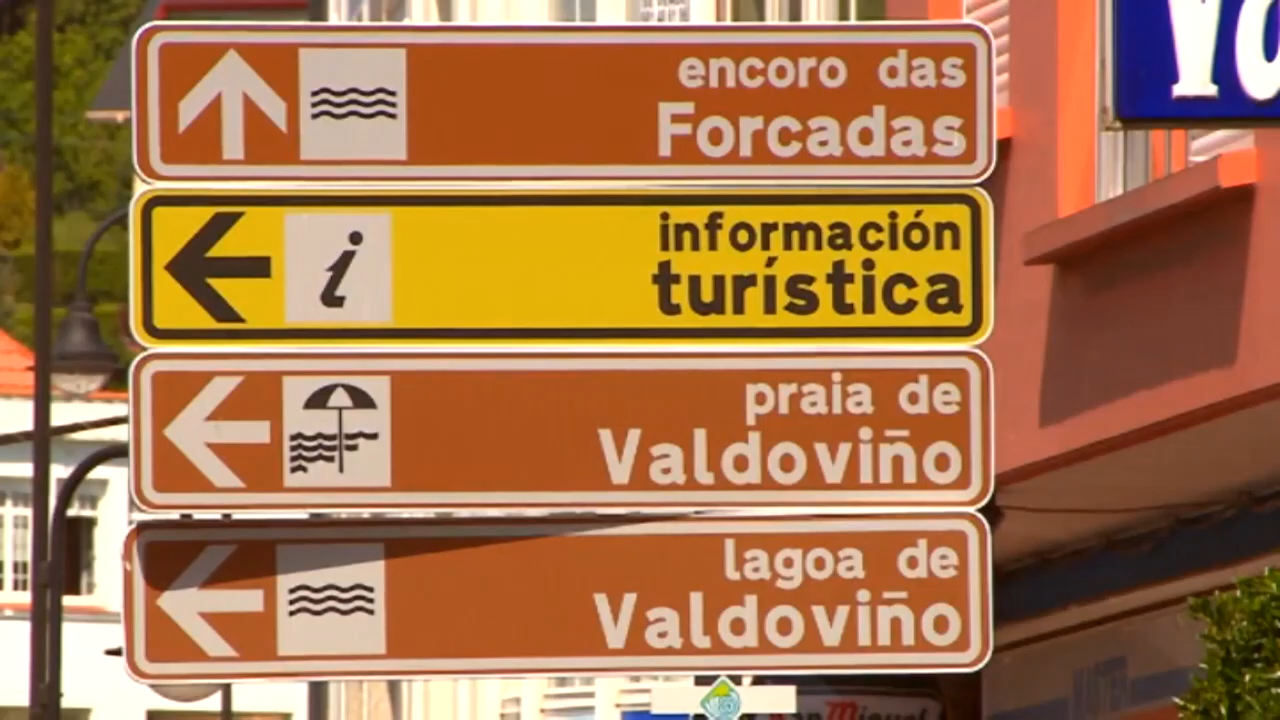 encoro das
Forcadas
i
información
turística
praia de
Valdoviño
lagoa de
Valdoviño